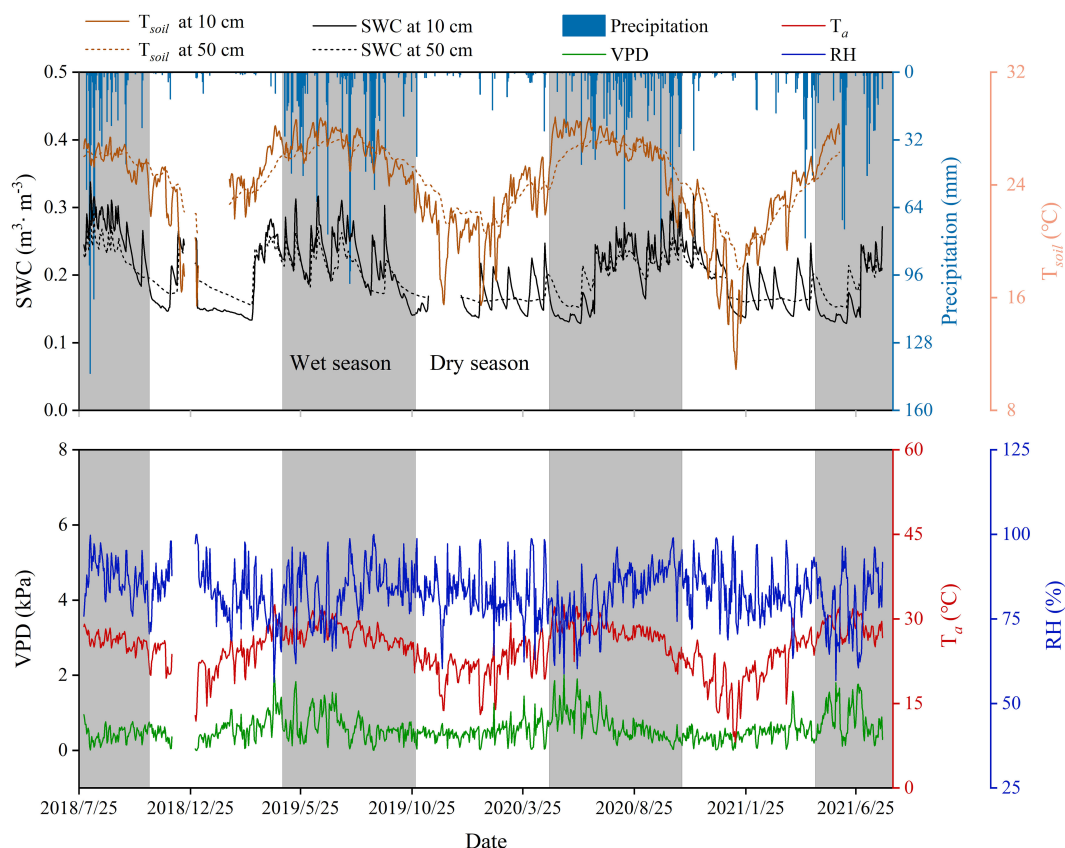 T_soil at 10 cm
SWC at 10 cm
Precipitation
T_a
T_soil at 50 cm
SWC at 50 cm
VPD
RH
0.5
0.4
0.3
0.2
0.1
0.0
SWC (m³· m⁻³)
Wet season
Dry season
0
32
64
96
128
160
Precipitation (mm)
32
24
16
8
T_soil (℃)
8
6
4
2
0
VPD (kPa)
60
45
30
15
0
T_a (℃)
125
100
75
50
25
RH (%)
2018/7/25
2018/12/25
2019/5/25
2019/10/25
2020/3/25
2020/8/25
2021/1/25
2021/6/25
Date